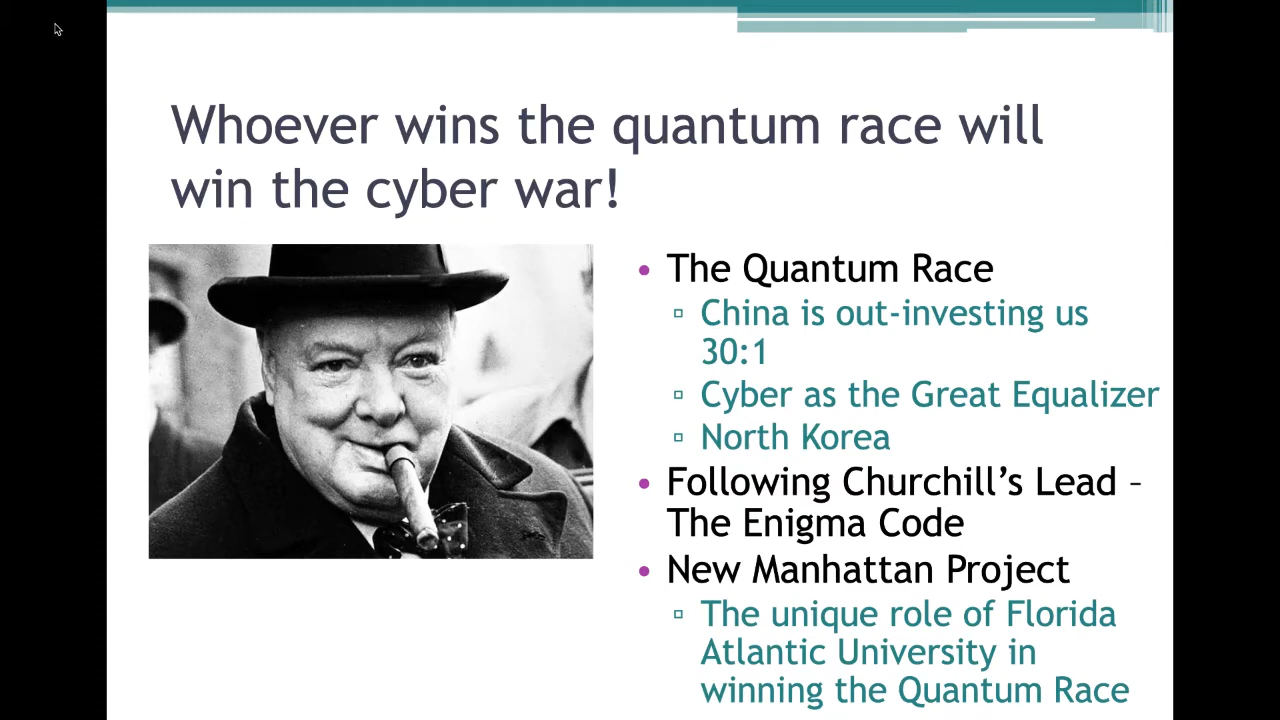 Whoever wins the quantum race will
win the cyber war!
• The Quantum Race
▫ China is out-investing us
30:1
▫ Cyber as the Great Equalizer
▫ North Korea
• Following Churchill’s Lead –
The Enigma Code
• New Manhattan Project
▫ The unique role of Florida
Atlantic University in
winning the Quantum Race